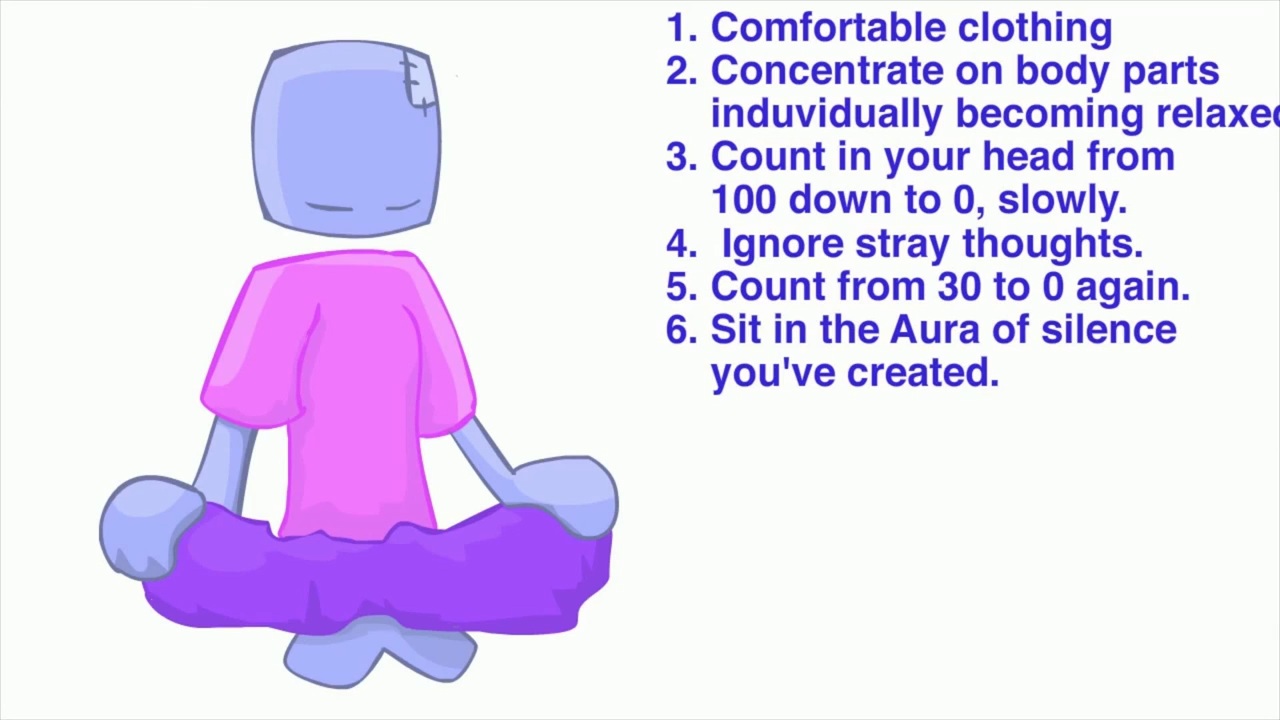 1. Comfortable clothing
2. Concentrate on body parts
induvidually becoming relaxed
3. Count in your head from
100 down to 0, slowly.
4. Ignore stray thoughts.
5. Count from 30 to 0 again.
6. Sit in the Aura of silence
you've created.